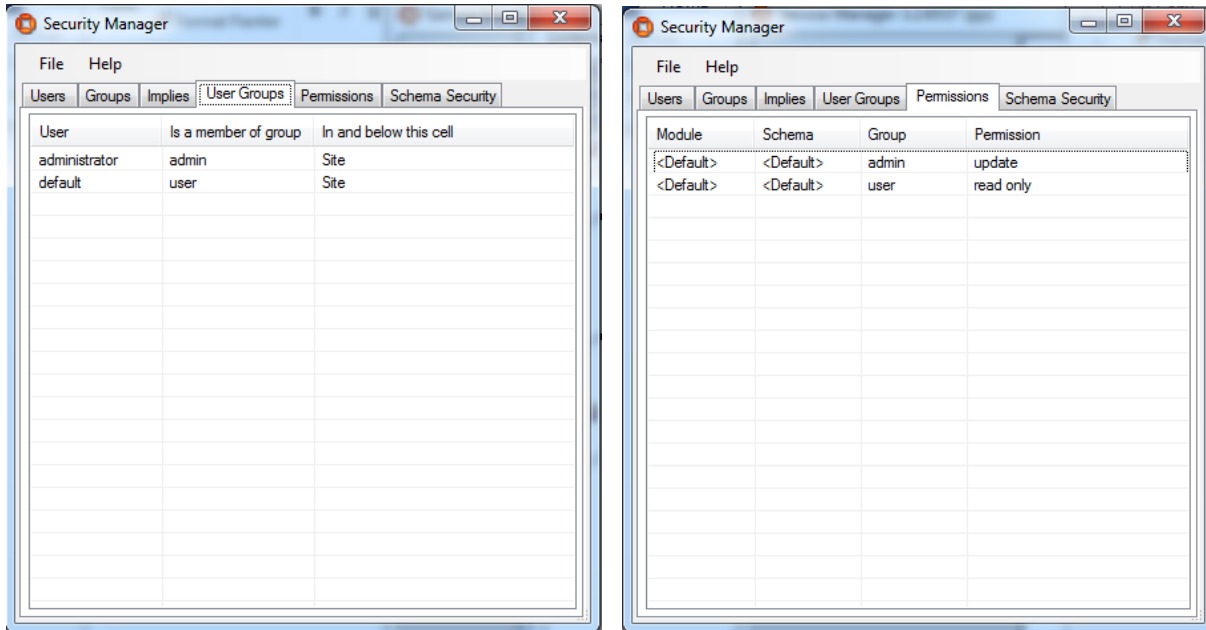 Security Manager
File Help
Users Groups Implies User Groups Permissions Schema Security
User Is a member of group In and below this cell
administrator admin Site
default user Site
Security Manager
File Help
Users Groups Implies User Groups Permissions Schema Security
Module Schema Group Permission
<Default> <Default> admin update
<Default> <Default> user read only